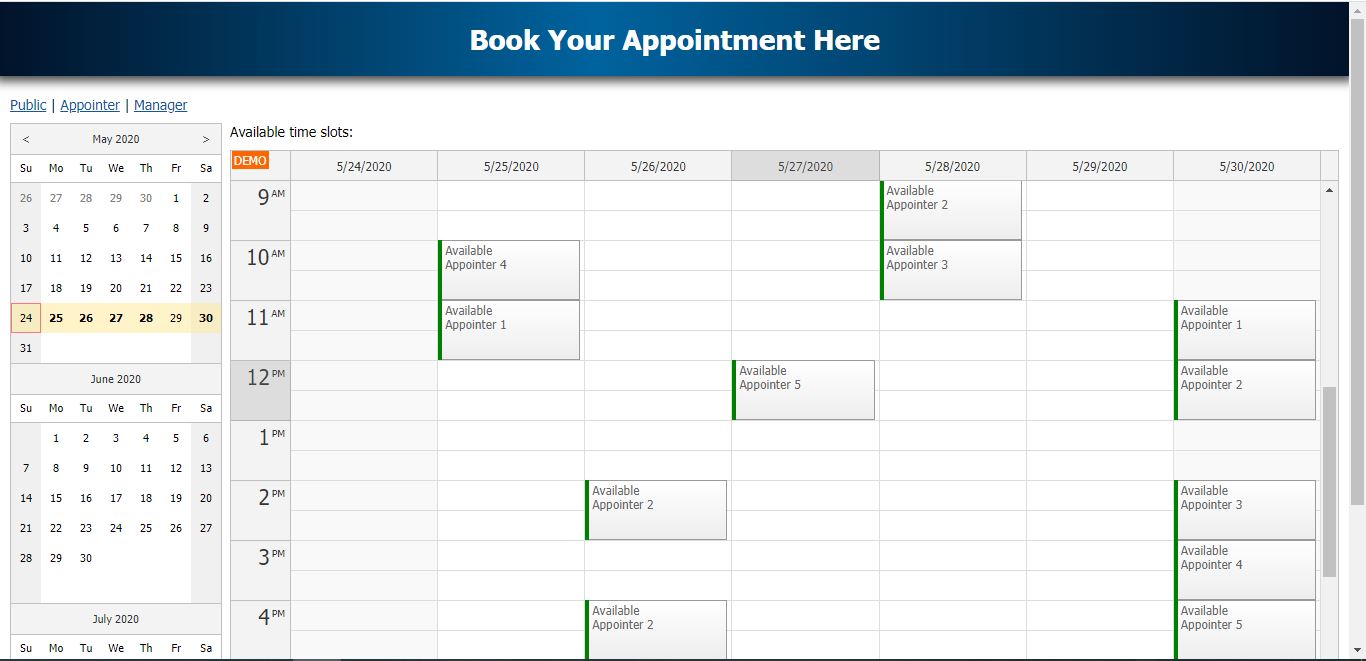 Book Your Appointment Here
Public | Appointer | Manager
< May 2020 >
Su Mo Tu We Th Fr Sa
26 27 28 29 30 1 2
3 4 5 6 7 8 9
10 11 12 13 14 15 16
17 18 19 20 21 22 23
24 25 26 27 28 29 30
31
June 2020
Su Mo Tu We Th Fr Sa
1 2 3 4 5 6
7 8 9 10 11 12 13
14 15 16 17 18 19 20
21 22 23 24 25 26 27
28 29 30
July 2020
Su Mo Tu We Th Fr Sa
Available time slots:
DEMO 5/24/2020 5/25/2020 5/26/2020 5/27/2020 5/28/2020 5/29/2020 5/30/2020
9 AM
Available
Appointer 2
10 AM
Available
Appointer 4
Available
Appointer 3
11 AM
Available
Appointer 1
Available
Appointer 1
12 PM
Available
Appointer 5
Available
Appointer 2
1 PM
2 PM
Available
Appointer 2
Available
Appointer 3
3 PM
Available
Appointer 4
4 PM
Available
Appointer 2
Available
Appointer 5